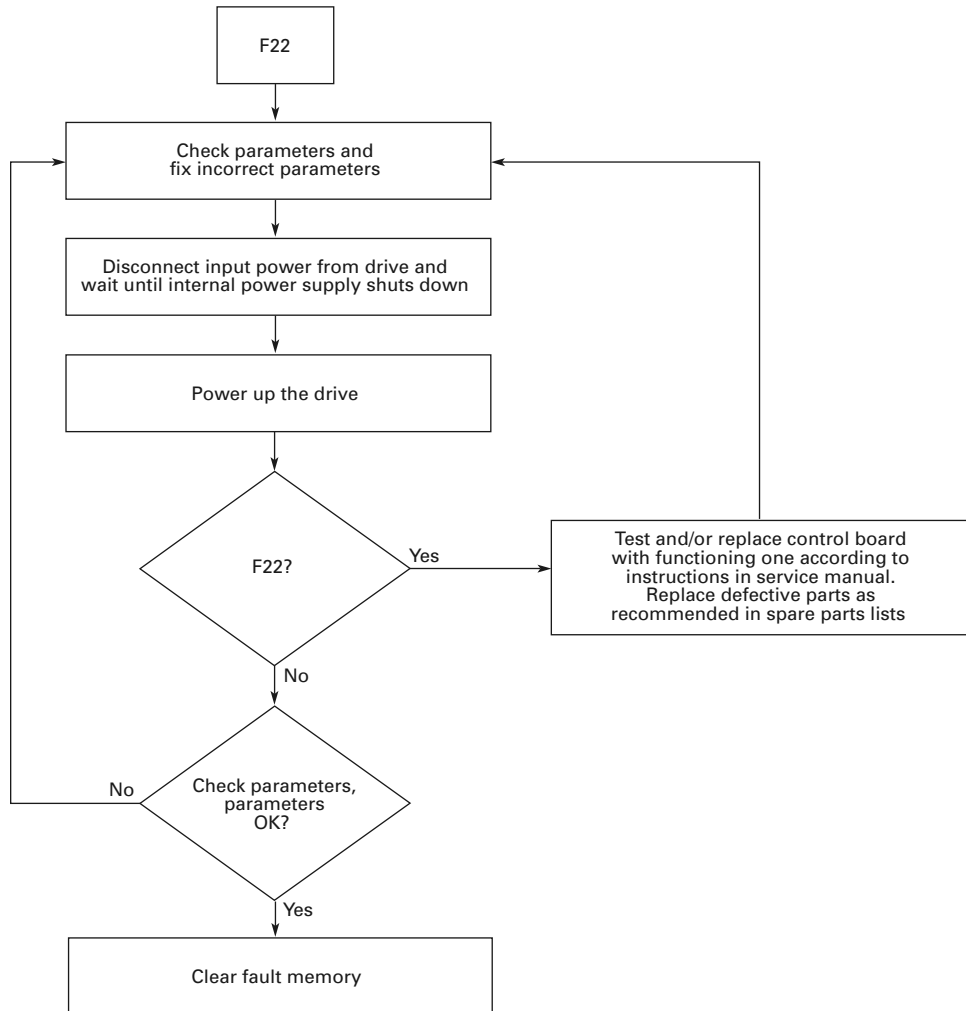 F22
Check parameters and
fix incorrect parameters
Disconnect input power from drive and
wait until internal power supply shuts down
Power up the drive
F22?
Yes
Test and/or replace control board
with functioning one according to
instructions in service manual.
Replace defective parts as
recommended in spare parts lists
No
Check parameters,
parameters
OK?
No
Yes
Clear fault memory